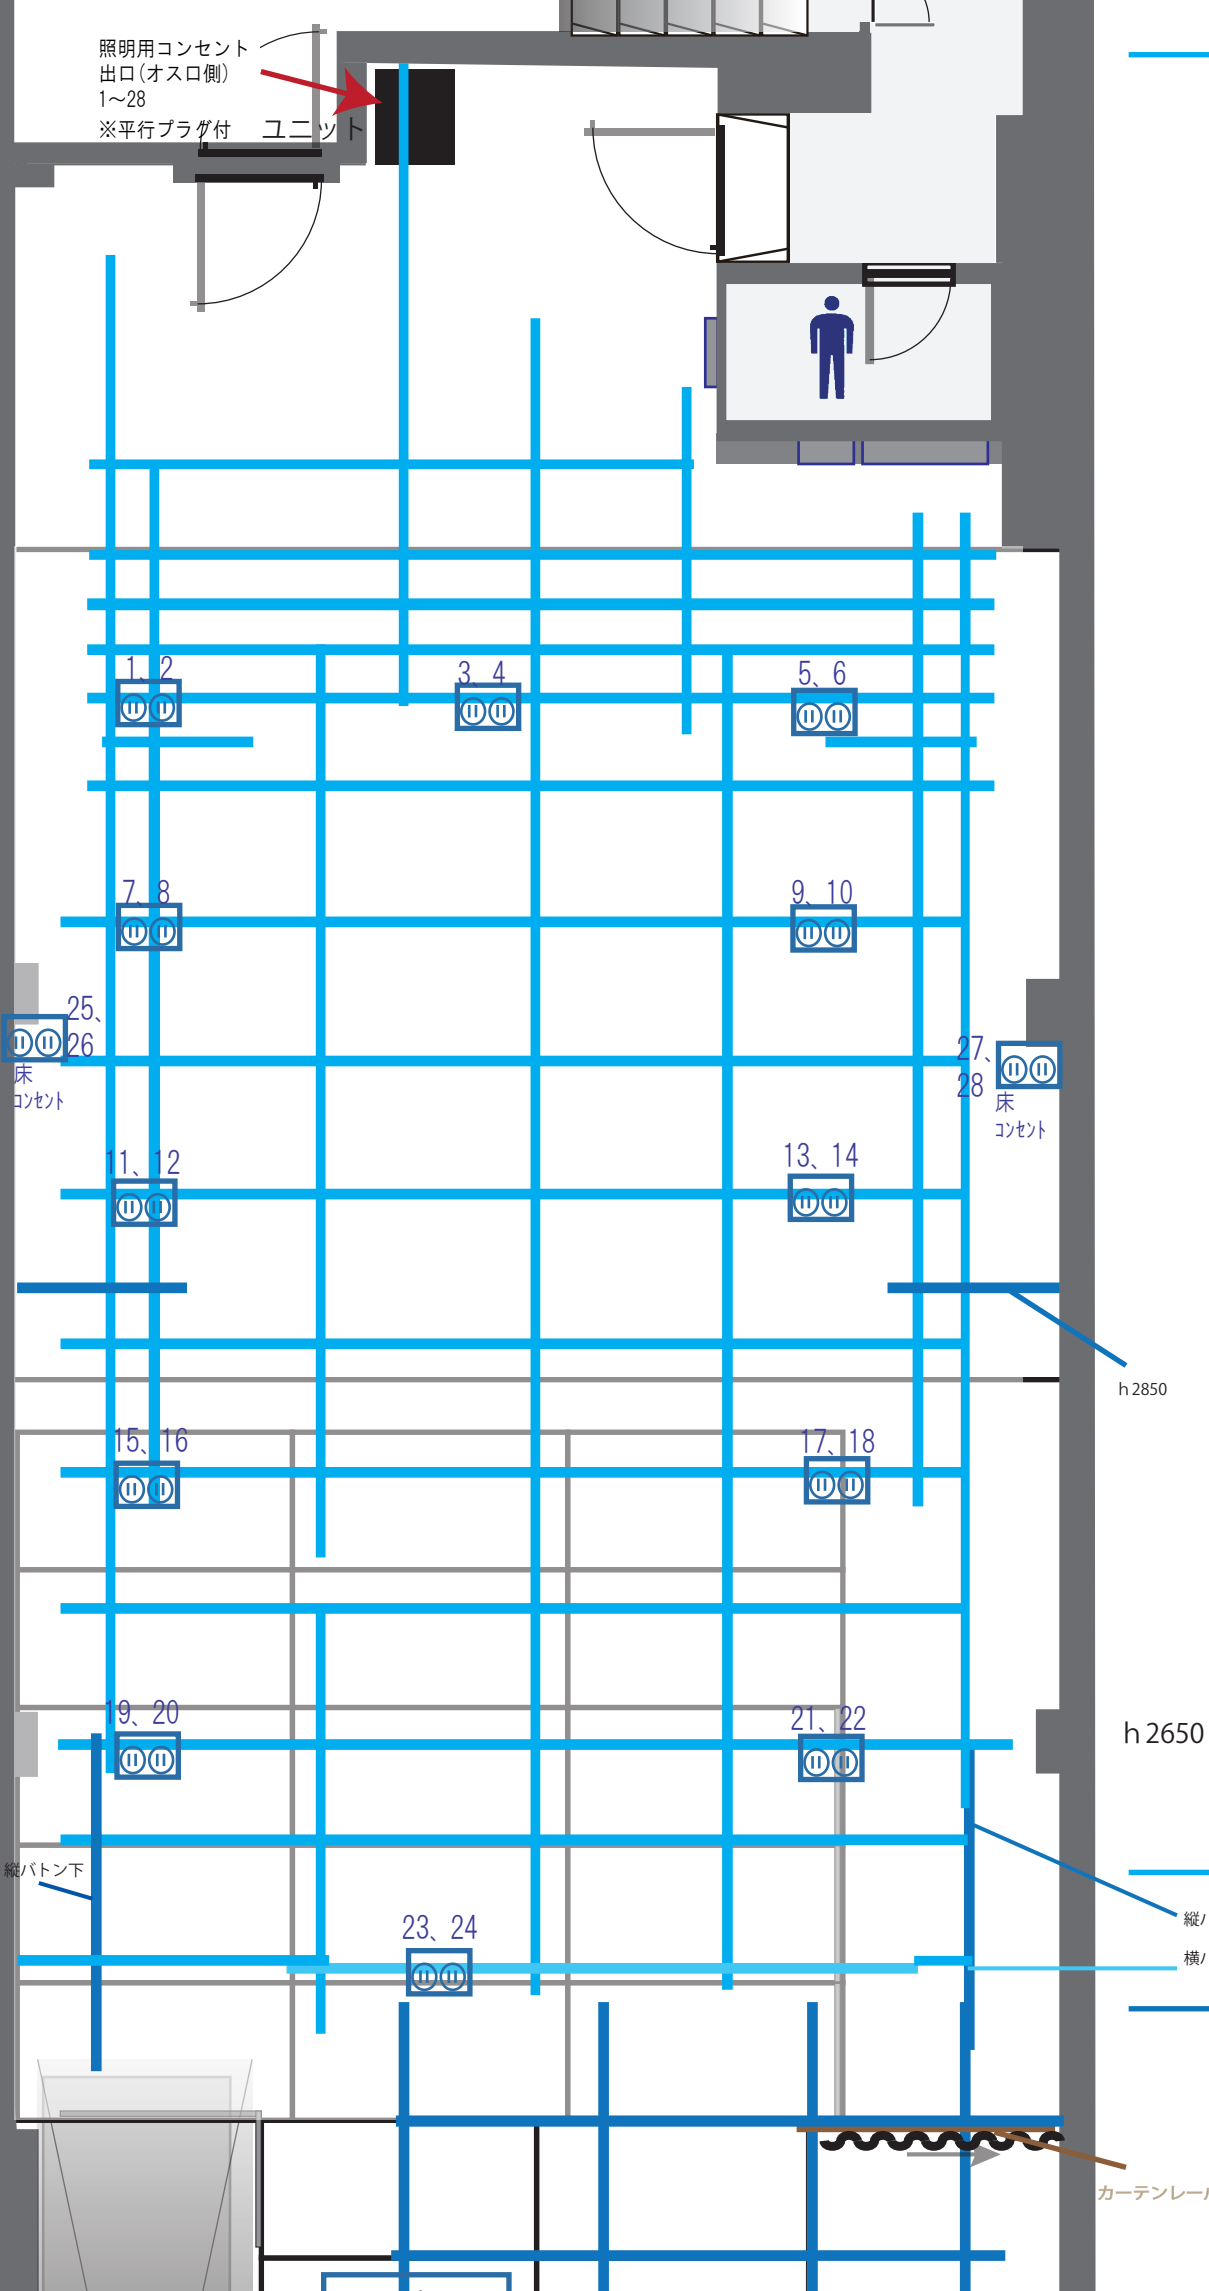 照明用コンセント
出口(オスロ側)
1～28
※平行プラグ付
ユニット
1、2
3、4
5、6
7、8
9、10
25、
26
床
コンセント
27、
28
床
コンセント
11、12
13、14
h2850
15、16
17、18
19、20
21、22
h2650
縦バトン下
縦バ
横バ
23、24
カーテンレール